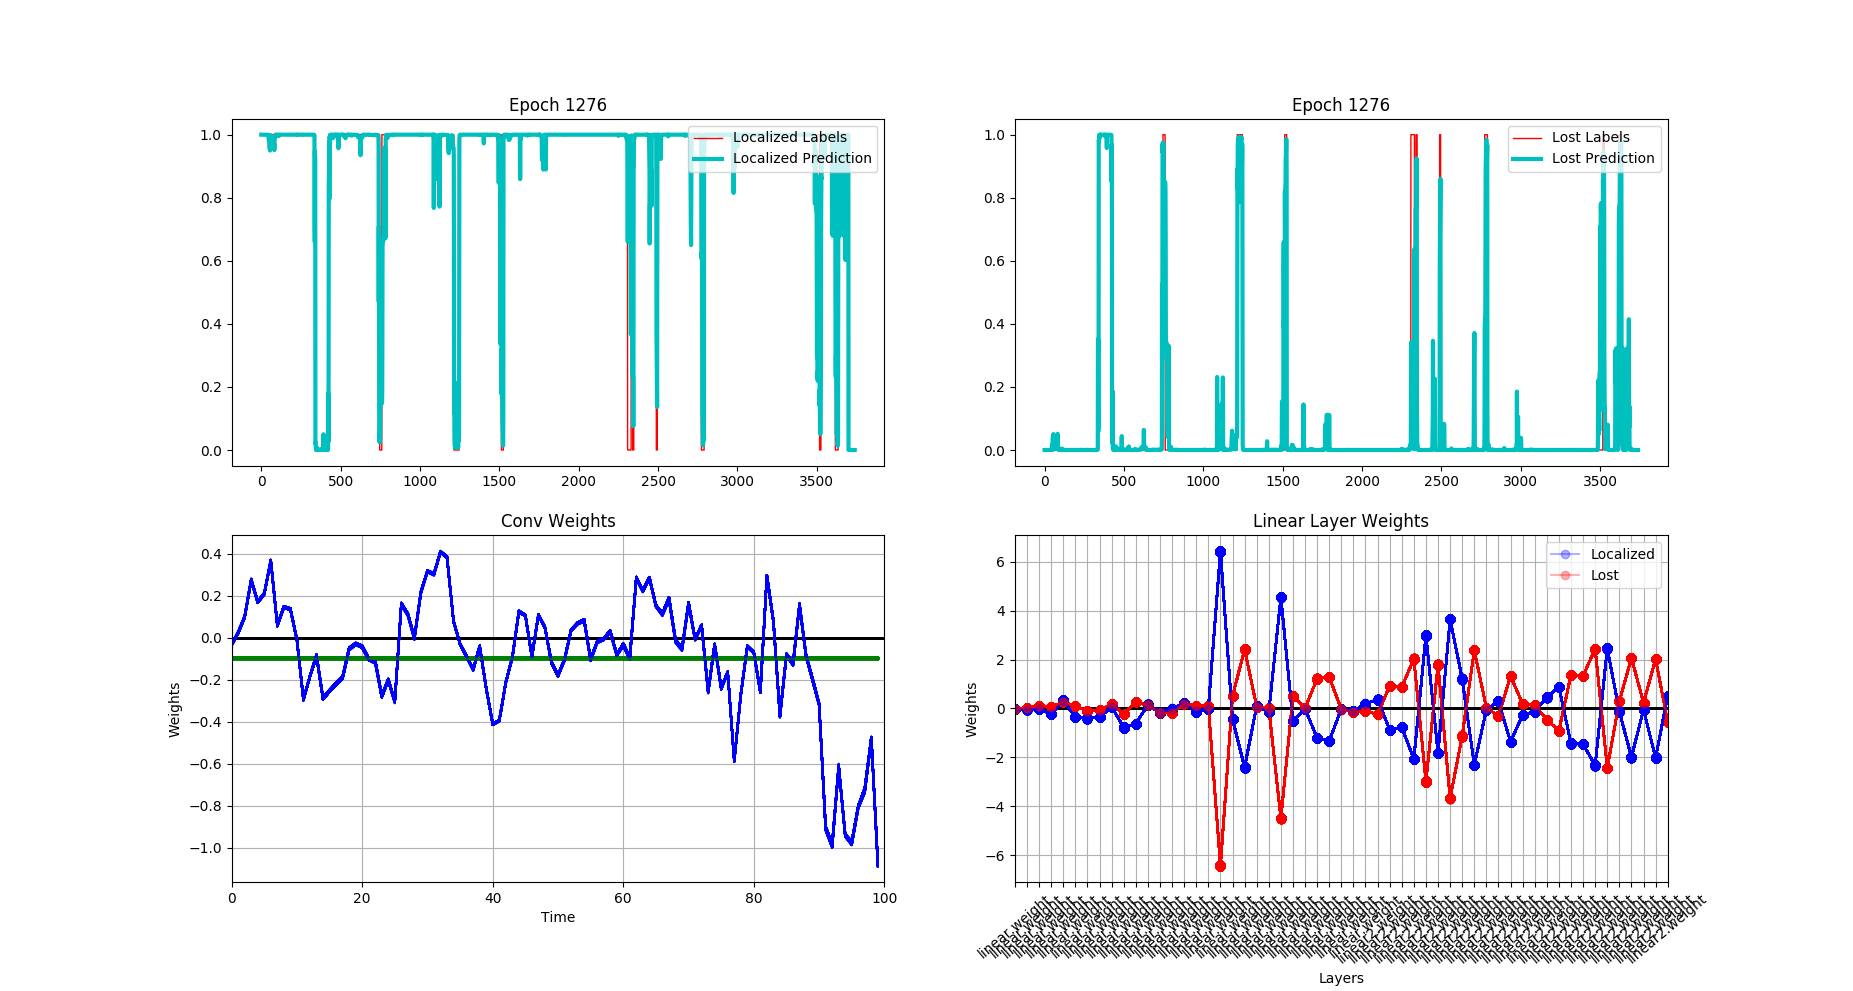 Epoch 1276
1.0
0.8
0.6
0.4
0.2
0.0
Localized Labels
Localized Prediction
0 500 1000 1500 2000 2500 3000 3500
Epoch 1276
1.0
0.8
0.6
0.4
0.2
0.0
Lost Labels
Lost Prediction
0 500 1000 1500 2000 2500 3000 3500
Conv Weights
Weights
0.4
0.2
0.0
−0.2
−0.4
−0.6
−0.8
−1.0
0 20 40 60 80 100
Time
Linear Layer Weights
Weights
6
4
2
0
−2
−4
−6
Localized
Lost
linear.weight
linear2.weight
Layers